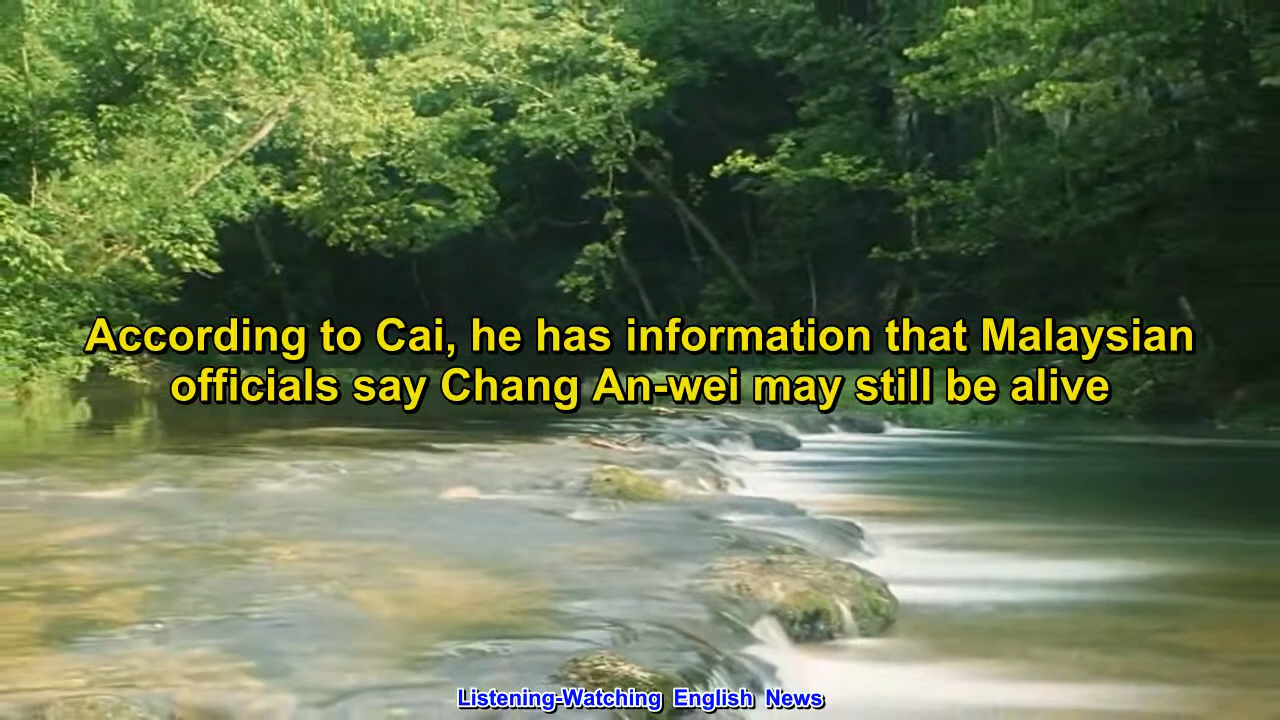 According to Cai, he has information that Malaysian
officials say Chang An-wei may still be alive
Listening-Watching English News